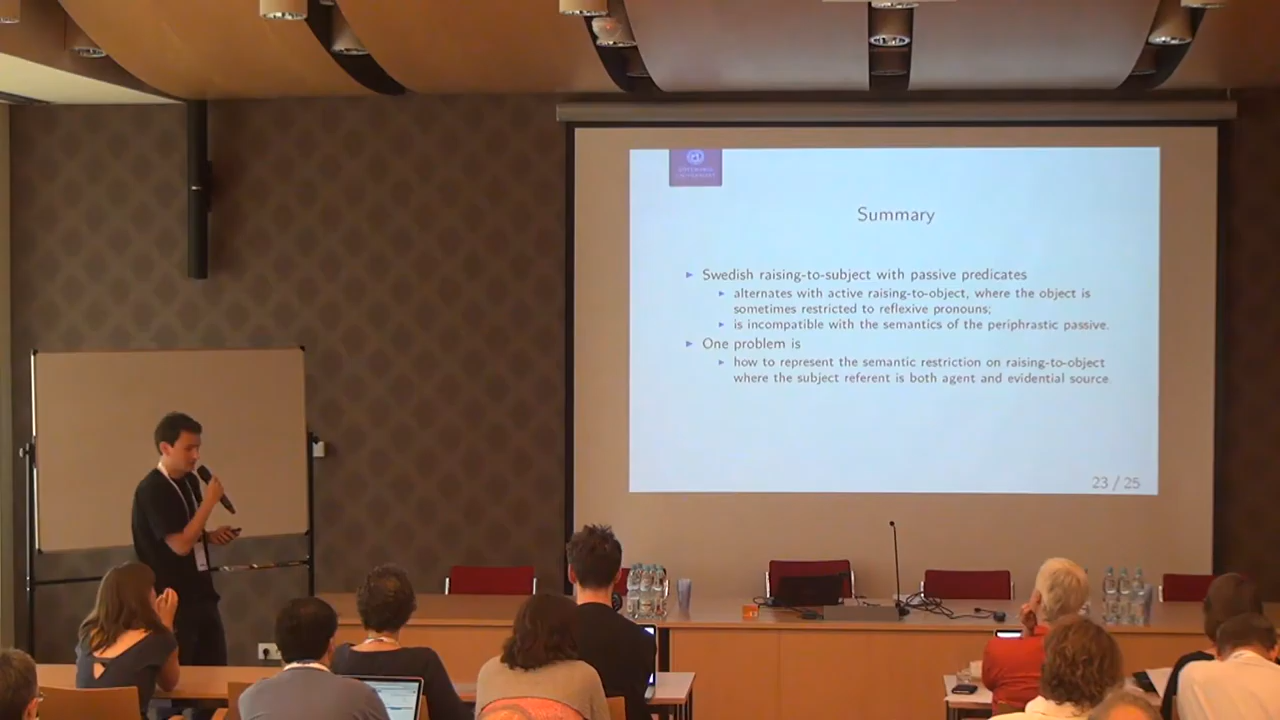 Summary
▶ Swedish raising-to-subject with passive predicates
▶ alternates with active raising-to-object, where the object is
sometimes restricted to reflexive pronouns;
▶ is incompatible with the semantics of the periphrastic passive.
▶ One problem is
▶ how to represent the semantic restriction on raising-to-object
where the subject referent is both agent and evidential source.
23 / 25